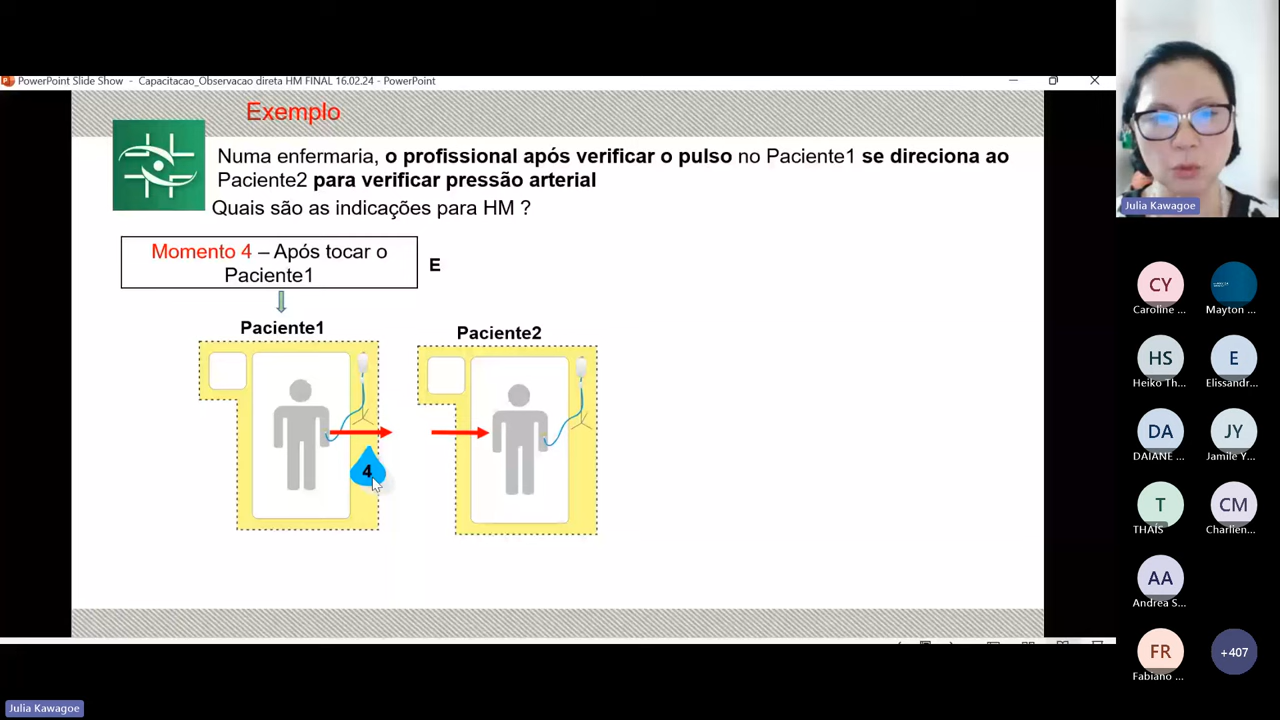 PowerPoint Slide Show - Capacitacao_Observacao direta HM FINAL 16.02.24 - PowerPoint
Exemplo
Numa enfermaria, o profissional após verificar o pulso no Paciente1 se direciona ao
Paciente2 para verificar pressão arterial
Quais são as indicações para HM ?
Momento 4 – Após tocar o
Paciente1
E
Paciente1
Paciente2
4
Julia Kawagoe
CY
Caroline ...
Mayton ...
HS
Heiko Th...
E
Elissandr...
DA
DAIANE ...
JY
Jamile Y...
T
THAÍS
CM
Charlien...
AA
Andrea S...
FR
Fabiano ...
+407
Julia Kawagoe